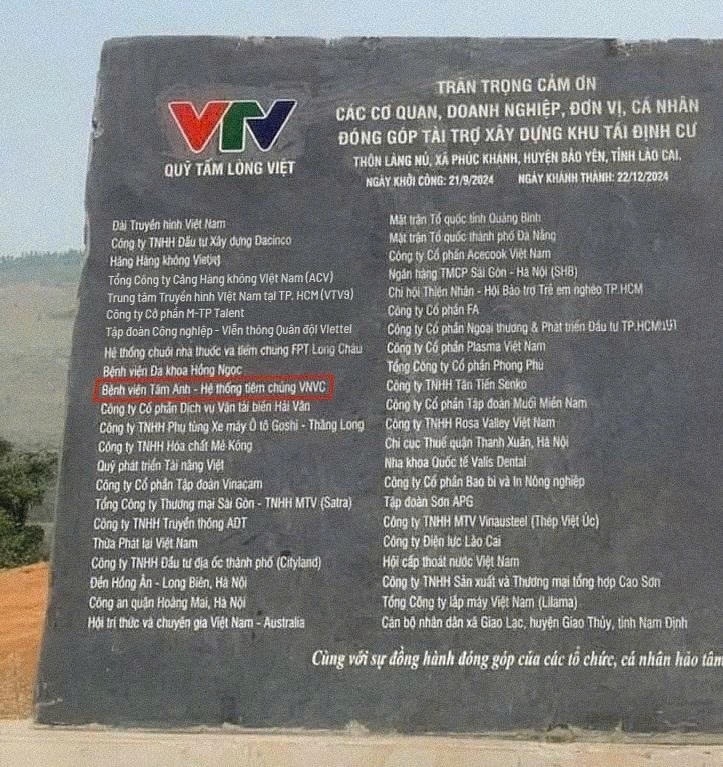 VTV
QUỸ TẤM LÒNG VIỆT
TRÂN TRỌNG CẢM ƠN
CÁC CƠ QUAN, DOANH NGHIỆP, ĐƠN VỊ, CÁ NHÂN
ĐÓNG GÓP TÀI TRỢ XÂY DỰNG KHU TÁI ĐỊNH CƯ
THÔN LÀNG NỦ, XÃ PHÚC KHÁNH, HUYỆN BẢO YÊN, TỈNH LÀO CAI.
NGÀY KHỞI CÔNG: 21/9/2024 NGÀY KHÁNH THÀNH: 22/12/2024
Đài Truyền hình Việt Nam
Công ty TNHH Đầu tư Xây dựng Dacinco
Hãng Hàng không Vietjet
Tổng Công ty Cảng Hàng không Việt Nam (ACV)
Trung tâm Truyền hình Việt Nam tại TP. HCM (VTV9)
Công ty Cổ phần M-TP Talent
Tập đoàn Công nghiệp - Viễn thông Quân đội Viettel
Hệ thống chuỗi nhà thuốc và tiêm chủng FPT Long Châu
Bệnh viện Đa khoa Hồng Ngọc
Bệnh viện Tâm Anh - Hệ thống tiêm chủng VNVC
Công ty Cổ phần Dịch vụ Vận tải biển Hải Vân
Công ty TNHH Phụ tùng Xe máy Ô tô Goshi - Thăng Long
Công ty TNHH Hóa chất Mê Kông
Quỹ phát triển Tài năng Việt
Công ty Cổ phần Tập đoàn Vinacam
Tổng Công ty Thương mại Sài Gòn - TNHH MTV (Satra)
Công ty TNHH Truyền thông ADT
Thừa Phát lại Việt Nam
Công ty TNHH Đầu tư địa ốc thành phố (Cityland)
Đền Hồng Ân - Long Biên, Hà Nội
Công an quận Hoàng Mai, Hà Nội
Hội trí thức và chuyên gia Việt Nam - Australia
Mặt trận Tổ quốc tỉnh Quảng Bình
Mặt trận Tổ quốc thành phố Đà Nẵng
Công ty Cổ phần Acecook Việt Nam
Ngân hàng TMCP Sài Gòn - Hà Nội (SHB)
Chi hội Thiện Nhân - Hội Bảo trợ Trẻ em nghèo TP.HCM
Công ty Cổ phần FA
Công ty Cổ phần Ngoại thương & Phát triển Đầu tư TP.HCM
Công ty Cổ phần Plasma Việt Nam
Tổng Công ty Cổ phần Phong Phú
Công ty TNHH Tân Tiến Senko
Công ty Cổ phần Tập đoàn Muối Miền Nam
Công ty TNHH Rosa Valley Việt Nam
Chi cục Thuế quận Thanh Xuân, Hà Nội
Nha khoa Quốc tế Valis Dental
Công ty Cổ phần Bao bì và In Nông nghiệp
Tập đoàn Sơn APG
Công ty TNHH MTV Vinausteel (Thép Việt Úc)
Công ty Điện lực Lào Cai
Hội cấp thoát nước Việt Nam
Công ty TNHH Sản xuất và Thương mại tổng hợp Cao Sơn
Tổng Công ty lắp máy Việt Nam (Lilama)
Cán bộ nhân dân xã Giao Lạc, huyện Giao Thủy, tỉnh Nam Định
Cùng với sự đồng hành đóng góp của các tổ chức, cá nhân hảo tâm